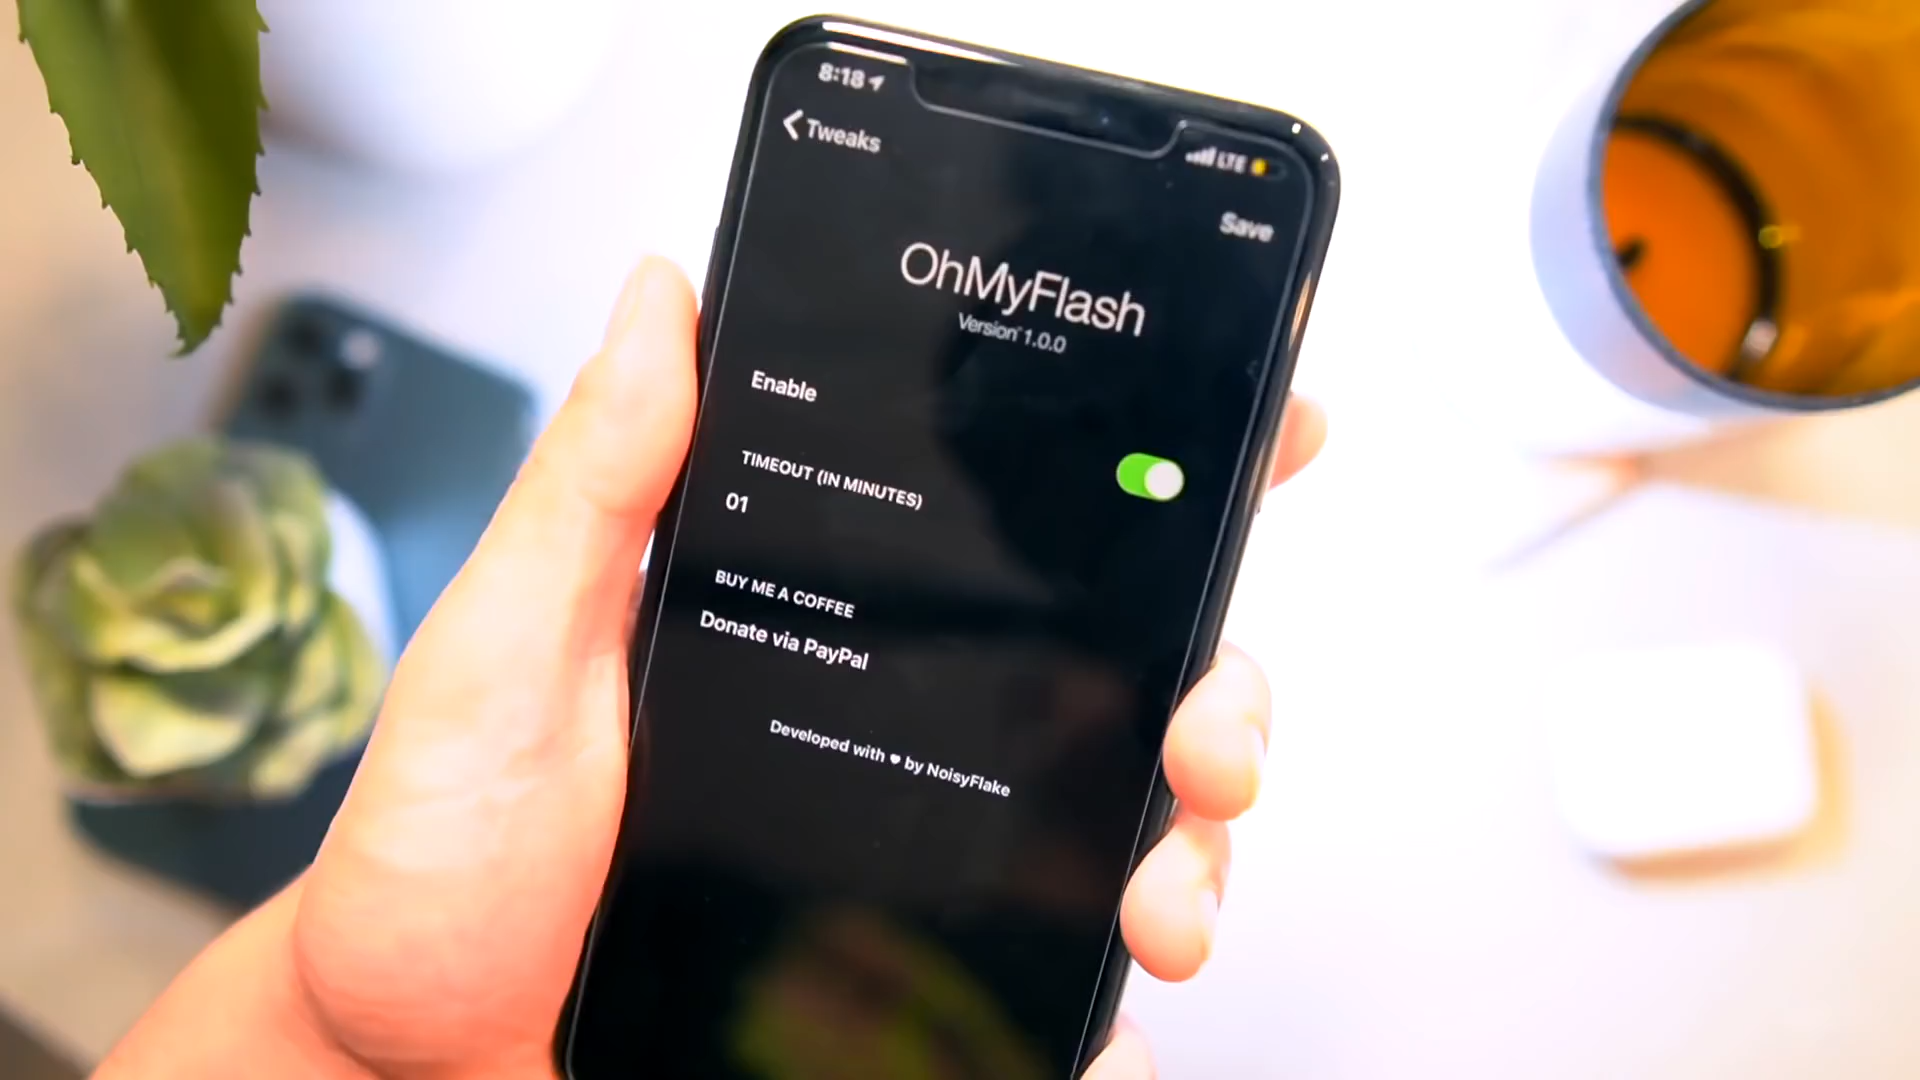 8:18
LTE
Tweaks
Save
OhMyFlash
Version 1.0.0
Enable
TIMEOUT (IN MINUTES)
01
BUY ME A COFFEE
Donate via PayPal
Developed with ♥ by NoisyFlake